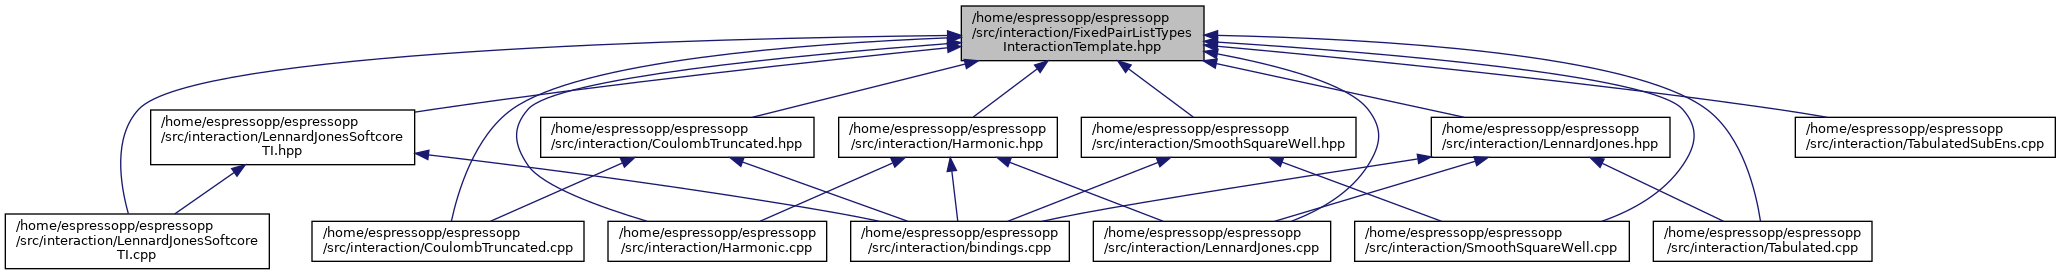 /home/espressopp/espressopp
/src/interaction/FixedPairListTypes
InteractionTemplate.hpp
/home/espressopp/espressopp
/src/interaction/LennardJonesSoftcore
TI.hpp
/home/espressopp/espressopp
/src/interaction/CoulombTruncated.hpp
/home/espressopp/espressopp
/src/interaction/Harmonic.hpp
/home/espressopp/espressopp
/src/interaction/SmoothSquareWell.hpp
/home/espressopp/espressopp
/src/interaction/LennardJones.hpp
/home/espressopp/espressopp
/src/interaction/TabulatedSubEns.cpp
/home/espressopp/espressopp
/src/interaction/LennardJonesSoftcore
TI.cpp
/home/espressopp/espressopp
/src/interaction/CoulombTruncated.cpp
/home/espressopp/espressopp
/src/interaction/Harmonic.cpp
/home/espressopp/espressopp
/src/interaction/bindings.cpp
/home/espressopp/espressopp
/src/interaction/LennardJones.cpp
/home/espressopp/espressopp
/src/interaction/SmoothSquareWell.cpp
/home/espressopp/espressopp
/src/interaction/Tabulated.cpp